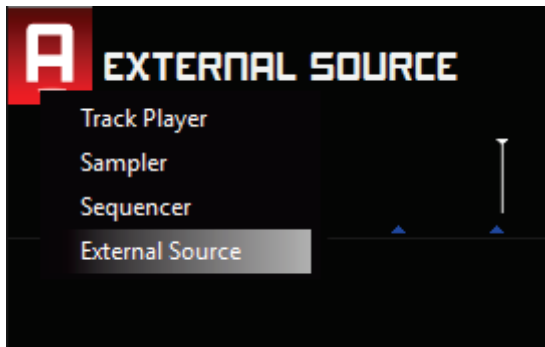 A EXTERNAL SOURCE
Track Player
Sampler
Sequencer
External Source